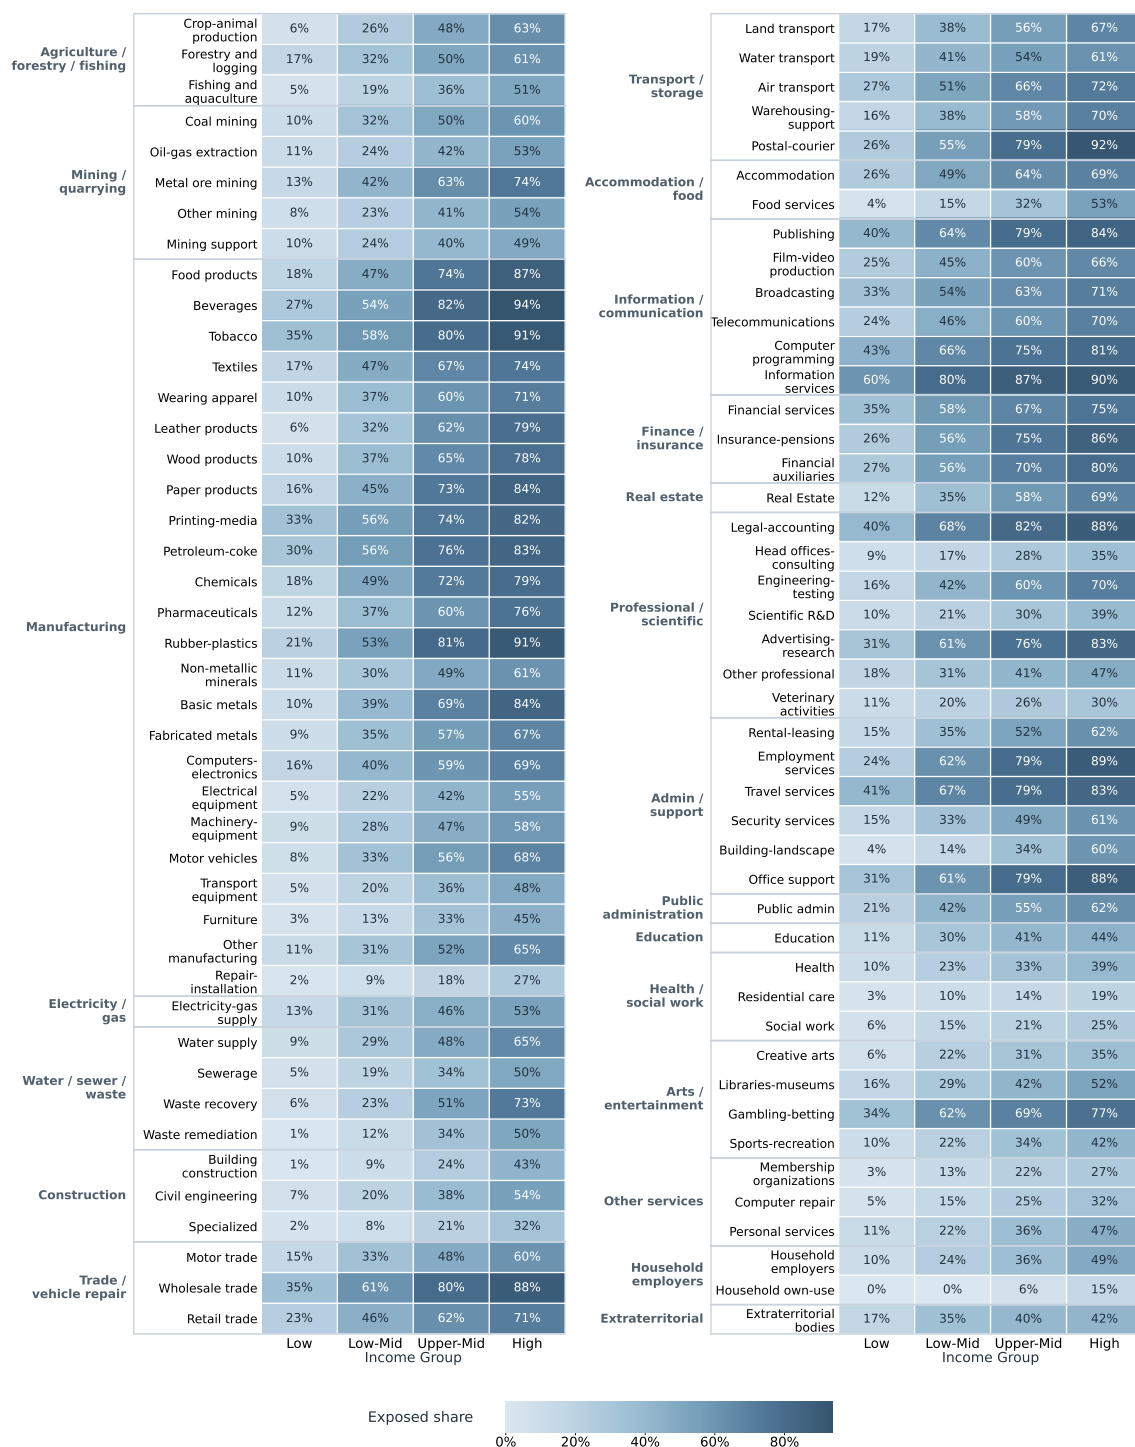 Agriculture /
forestry / fishing
Crop-animal
production
6% 26% 48% 63%
Forestry and
logging
17% 32% 50% 61%
Fishing and
aquaculture
5% 19% 36% 51%
Mining /
quarrying
Coal mining 10% 32% 50% 60%
Oil-gas extraction 11% 24% 42% 53%
Metal ore mining 13% 42% 63% 74%
Other mining 8% 23% 41% 54%
Mining support 10% 24% 40% 49%
Manufacturing
Food products 18% 47% 74% 87%
Beverages 27% 54% 82% 94%
Tobacco 35% 58% 80% 91%
Textiles 17% 47% 67% 74%
Wearing apparel 10% 37% 60% 71%
Leather products 6% 32% 62% 79%
Wood products 10% 37% 65% 78%
Paper products 16% 45% 73% 84%
Printing-media 33% 56% 74% 82%
Petroleum-coke 30% 56% 76% 83%
Chemicals 18% 49% 72% 79%
Pharmaceuticals 12% 37% 60% 76%
Rubber-plastics 21% 53% 81% 91%
Non-metallic
minerals
11% 30% 49% 61%
Basic metals 10% 39% 69% 84%
Fabricated metals 9% 35% 57% 67%
Computers-
electronics
16% 40% 59% 69%
Electrical
equipment
5% 22% 42% 55%
Machinery-
equipment
9% 28% 47% 58%
Motor vehicles 8% 33% 56% 68%
Transport
equipment
5% 20% 36% 48%
Furniture 3% 13% 33% 45%
Other
manufacturing
11% 31% 52% 65%
Repair-
installation
2% 9% 18% 27%
Electricity /
gas
Electricity-gas
supply
13% 31% 46% 53%
Water / sewer /
waste
Water supply 9% 29% 48% 65%
Sewerage 5% 19% 34% 50%
Waste recovery 6% 23% 51% 73%
Waste remediation 1% 12% 34% 50%
Construction
Building
construction
1% 9% 24% 43%
Civil engineering 7% 20% 38% 54%
Specialized 2% 8% 21% 32%
Trade /
vehicle repair
Motor trade 15% 33% 48% 60%
Wholesale trade 35% 61% 80% 88%
Retail trade 23% 46% 62% 71%
Low Low-Mid Upper-Mid High
Income Group
Transport /
storage
Land transport 17% 38% 56% 67%
Water transport 19% 41% 54% 61%
Air transport 27% 51% 66% 72%
Warehousing-
support
16% 38% 58% 70%
Postal-courier 26% 55% 79% 92%
Accommodation /
food
Accommodation 26% 49% 64% 69%
Food services 4% 15% 32% 53%
Information /
communication
Publishing 40% 64% 79% 84%
Film-video
production
25% 45% 60% 66%
Broadcasting 33% 54% 63% 71%
Telecommunications 24% 46% 60% 70%
Computer
programming
43% 66% 75% 81%
Information
services
60% 80% 87% 90%
Finance /
insurance
Financial services 35% 58% 67% 75%
Insurance-pensions 26% 56% 75% 86%
Financial
auxiliaries
27% 56% 70% 80%
Real estate
Real Estate 12% 35% 58% 69%
Professional /
scientific
Legal-accounting 40% 68% 82% 88%
Head offices-
consulting
9% 17% 28% 35%
Engineering-
testing
16% 42% 60% 70%
Scientific R&D 10% 21% 30% 39%
Advertising-
research
31% 61% 76% 83%
Other professional 18% 31% 41% 47%
Veterinary
activities
11% 20% 26% 30%
Admin /
support
Rental-leasing 15% 35% 52% 62%
Employment
services
24% 62% 79% 89%
Travel services 41% 67% 79% 83%
Security services 15% 33% 49% 61%
Building-landscape 4% 14% 34% 60%
Office support 31% 61% 79% 88%
Public
administration
Public admin 21% 42% 55% 62%
Education
Education 11% 30% 41% 44%
Health /
social work
Health 10% 23% 33% 39%
Residential care 3% 10% 14% 19%
Social work 6% 15% 21% 25%
Arts /
entertainment
Creative arts 6% 22% 31% 35%
Libraries-museums 16% 29% 42% 52%
Gambling-betting 34% 62% 69% 77%
Sports-recreation 10% 22% 34% 42%
Other services
Membership
organizations
3% 13% 22% 27%
Computer repair 5% 15% 25% 32%
Personal services 11% 22% 36% 47%
Household
employers
Household
employers
10% 24% 36% 49%
Household own-use 0% 0% 6% 15%
Extraterritorial
Extraterritorial
bodies
17% 35% 40% 42%
Low Low-Mid Upper-Mid High
Income Group
Exposed share
0% 20% 40% 60% 80%